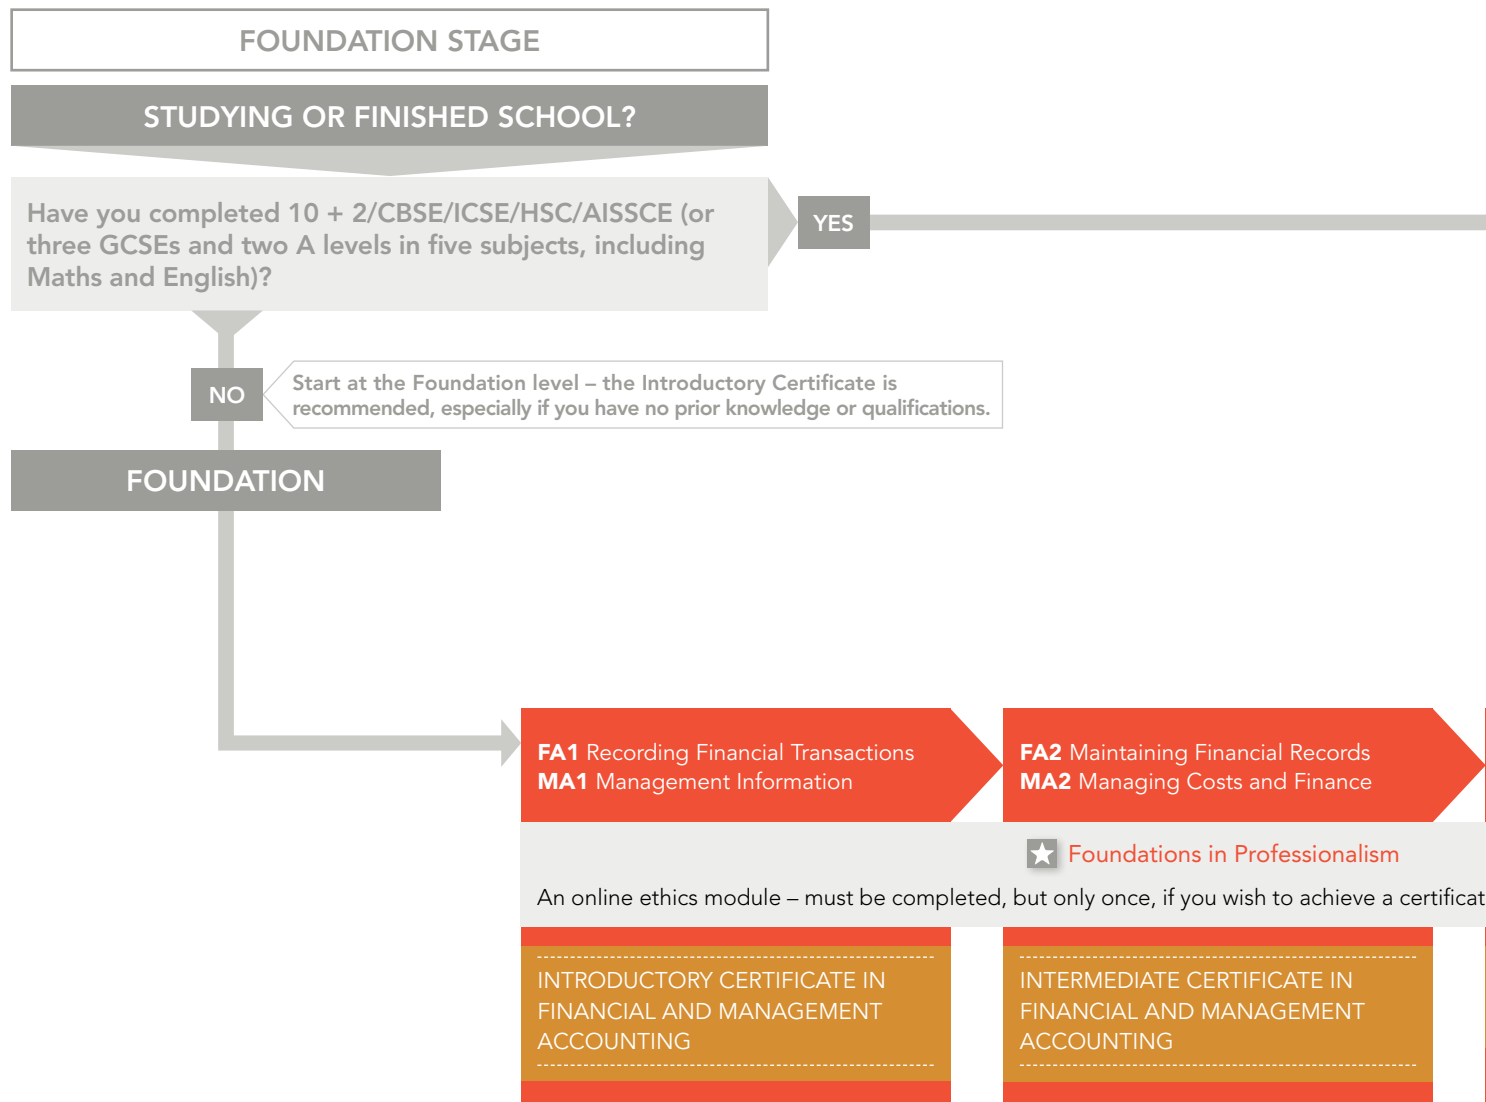 FOUNDATION STAGE
STUDYING OR FINISHED SCHOOL?
Have you completed 10 + 2/CBSE/ICSE/HSC/AISSCE (or
three GCSEs and two A levels in five subjects, including
Maths and English)?
YES
NO
Start at the Foundation level – the Introductory Certificate is
recommended, especially if you have no prior knowledge or qualifications.
FOUNDATION
FA1 Recording Financial Transactions
MA1 Management Information
FA2 Maintaining Financial Records
MA2 Managing Costs and Finance
Foundations in Professionalism
An online ethics module – must be completed, but only once, if you wish to achieve a certificat
INTRODUCTORY CERTIFICATE IN
FINANCIAL AND MANAGEMENT
ACCOUNTING
INTERMEDIATE CERTIFICATE IN
FINANCIAL AND MANAGEMENT
ACCOUNTING